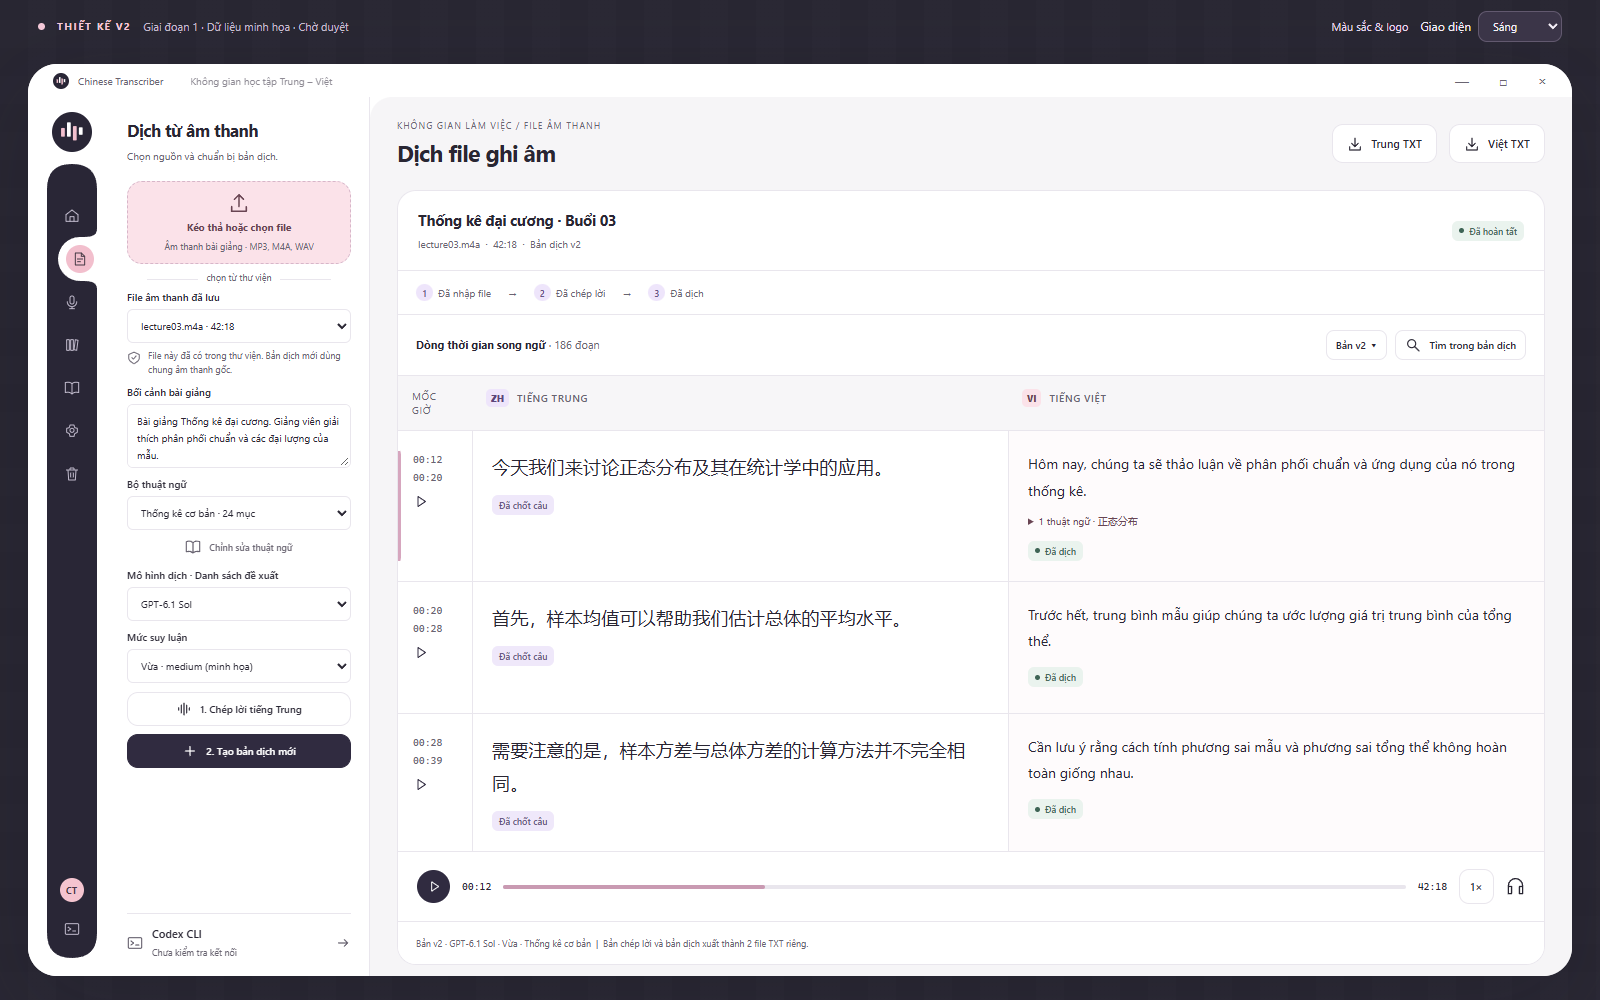 THIẾT KẾ V2
Giai đoạn 1 · Dữ liệu minh họa · Chờ duyệt
Màu sắc & logo
Giao diện
Sáng
Chinese Transcriber
Không gian học tập Trung – Việt
Dịch từ âm thanh
Chọn nguồn và chuẩn bị bản dịch.
Kéo thả hoặc chọn file
Âm thanh bài giảng · MP3, M4A, WAV
chọn từ thư viện
File âm thanh đã lưu
lecture03.m4a · 42:18
File này đã có trong thư viện. Bản dịch mới dùng
chung âm thanh gốc.
Bối cảnh bài giảng
Bài giảng Thống kê đại cương. Giảng viên giải
thích phân phối chuẩn và các đại lượng của
mẫu.
Bộ thuật ngữ
Thống kê cơ bản · 24 mục
Chỉnh sửa thuật ngữ
Mô hình dịch · Danh sách đề xuất
GPT-6.1 Sol
Mức suy luận
Vừa · medium (minh họa)
1. Chép lời tiếng Trung
2. Tạo bản dịch mới
CT
Codex CLI
Chưa kiểm tra kết nối
KHÔNG GIAN LÀM VIỆC / FILE ÂM THANH
Dịch file ghi âm
Trung TXT
Việt TXT
Thống kê đại cương · Buổi 03
lecture03.m4a · 42:18 · Bản dịch v2
Đã hoàn tất
1 Đã nhập file → 2 Đã chép lời → 3 Đã dịch
Dòng thời gian song ngữ · 186 đoạn
Bản v2
Tìm trong bản dịch
MỐC
GIỜ
ZH TIẾNG TRUNG
VI TIẾNG VIỆT
00:12
00:20
今天我们来讨论正态分布及其在统计学中的应用。
Đã chốt câu
Hôm nay, chúng ta sẽ thảo luận về phân phối chuẩn và ứng dụng của nó trong
thống kê.
1 thuật ngữ · 正态分布
Đã dịch
00:20
00:28
首先，样本均值可以帮助我们估计总体的平均水平。
Đã chốt câu
Trước hết, trung bình mẫu giúp chúng ta ước lượng giá trị trung bình của tổng
thể.
Đã dịch
00:28
00:39
需要注意的是，样本方差与总体方差的计算方法并不完全相
同。
Đã chốt câu
Cần lưu ý rằng cách tính phương sai mẫu và phương sai tổng thể không hoàn
toàn giống nhau.
Đã dịch
00:12
42:18
1×
Bản v2 · GPT-6.1 Sol · Vừa · Thống kê cơ bản | Bản chép lời và bản dịch xuất thành 2 file TXT riêng.